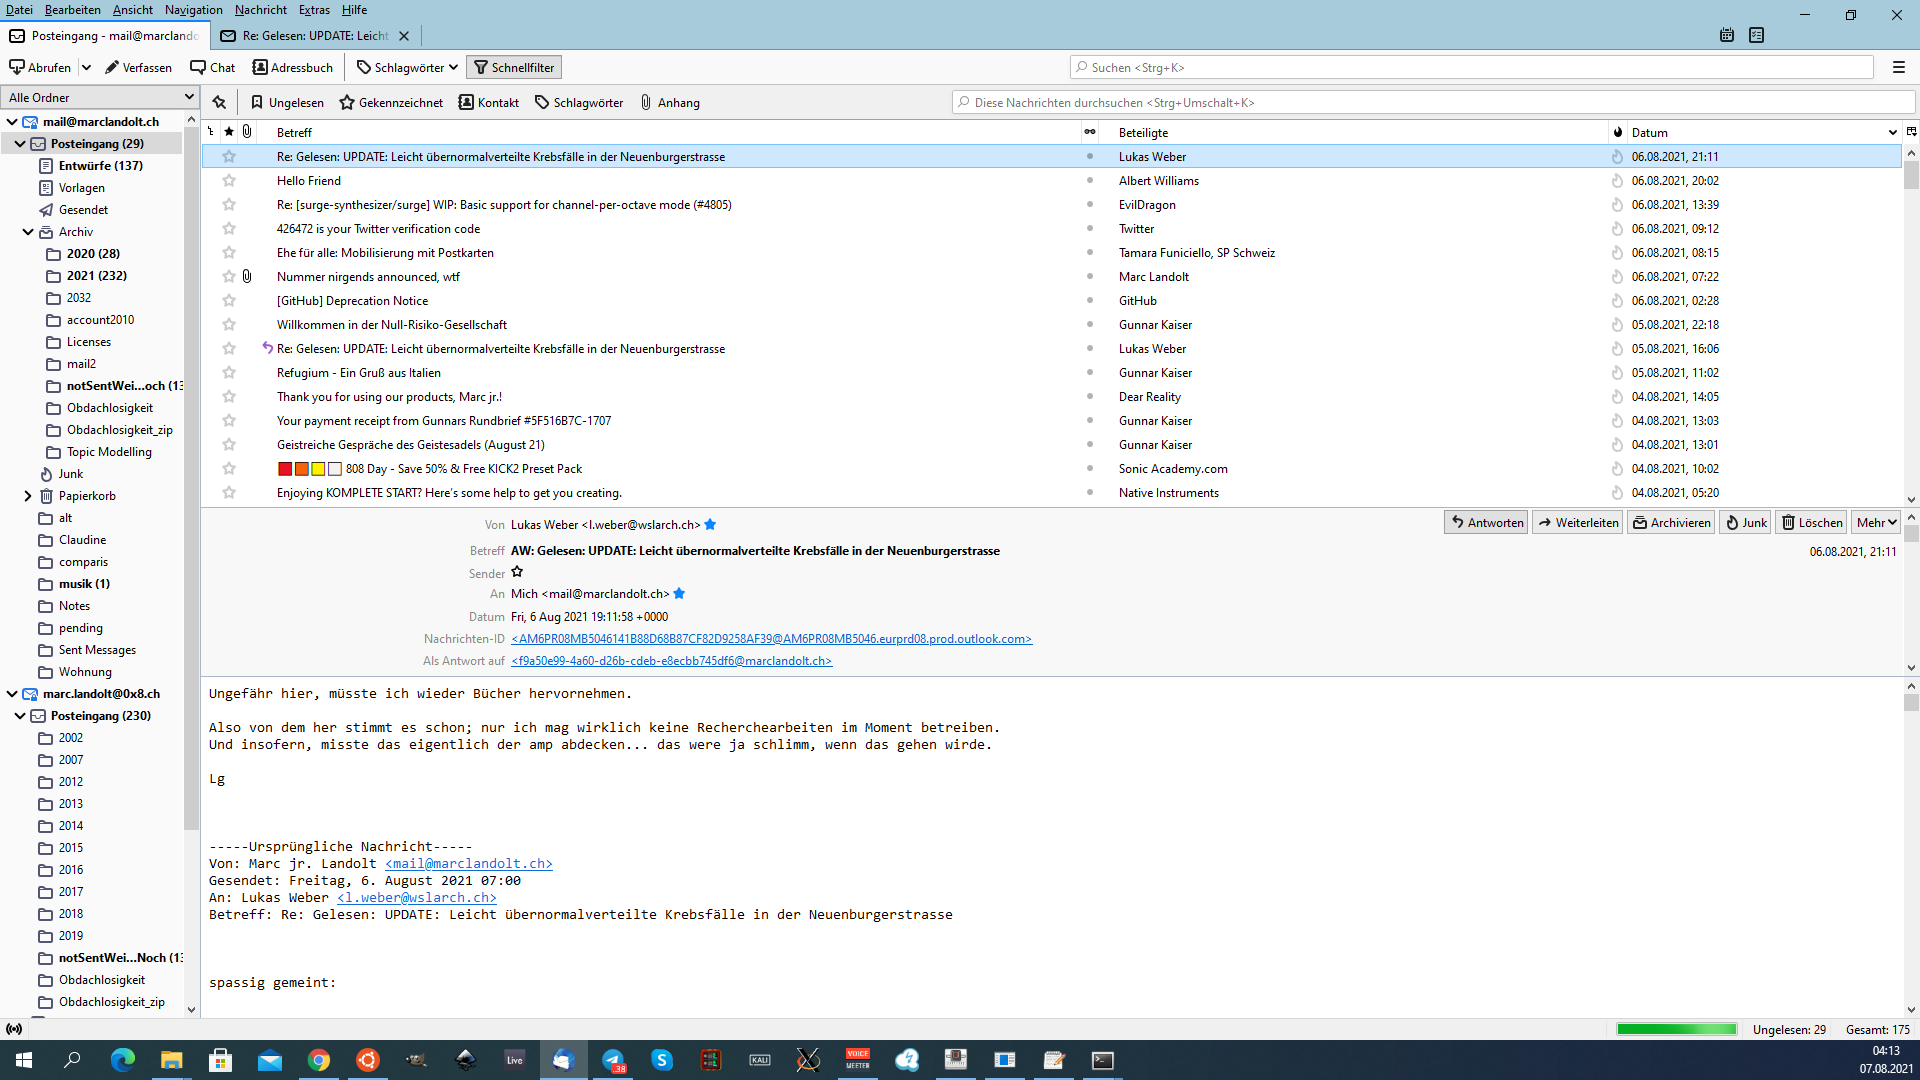 Datei Bearbeiten Ansicht Navigation Nachricht Extras Hilfe
Posteingang - mail@marclando
Re: Gelesen: UPDATE: Leicht
Abrufen Verfassen Chat Adressbuch Schlagwörter Schnellfilter
Suchen <Strg+K>
Alle Ordner
Ungelesen Gekennzeichnet Kontakt Schlagwörter Anhang
Diese Nachrichten durchsuchen <Strg+Umschalt+K>
mail@marclandolt.ch
Posteingang (29)
Entwürfe (137)
Vorlagen
Gesendet
Archiv
2020 (28)
2021 (232)
2032
account2010
Licenses
mail2
notSentWei...och (13
Obdachlosigkeit
Obdachlosigkeit_zip
Topic Modelling
Junk
Papierkorb
alt
Claudine
comparis
musik (1)
Notes
pending
Sent Messages
Wohnung
marc.landolt@0x8.ch
Posteingang (230)
2002
2007
2012
2013
2014
2015
2016
2017
2018
2019
notSentWei...Noch (13
Obdachlosigkeit
Obdachlosigkeit_zip
Betreff Beteiligte Datum
Re: Gelesen: UPDATE: Leicht übernormalverteilte Krebsfälle in der Neuenburgerstrasse Lukas Weber 06.08.2021, 21:11
Hello Friend Albert Williams 06.08.2021, 20:02
Re: [surge-synthesizer/surge] WIP: Basic support for channel-per-octave mode (#4805) EvilDragon 06.08.2021, 13:39
426472 is your Twitter verification code Twitter 06.08.2021, 09:12
Ehe für alle: Mobilisierung mit Postkarten Tamara Funiciello, SP Schweiz 06.08.2021, 08:15
Nummer nirgends announced, wtf Marc Landolt 06.08.2021, 07:22
[GitHub] Deprecation Notice GitHub 06.08.2021, 02:28
Willkommen in der Null-Risiko-Gesellschaft Gunnar Kaiser 05.08.2021, 22:18
Re: Gelesen: UPDATE: Leicht übernormalverteilte Krebsfälle in der Neuenburgerstrasse Lukas Weber 05.08.2021, 16:06
Refugium - Ein Gruß aus Italien Gunnar Kaiser 05.08.2021, 11:02
Thank you for using our products, Marc jr.! Dear Reality 04.08.2021, 14:05
Your payment receipt from Gunnars Rundbrief #5F516B7C-1707 Gunnar Kaiser 04.08.2021, 13:03
Geistreiche Gespräche des Geistesadels (August 21) Gunnar Kaiser 04.08.2021, 13:01
808 Day - Save 50% & Free KICK2 Preset Pack Sonic Academy.com 04.08.2021, 10:02
Enjoying KOMPLETE START? Here's some help to get you creating. Native Instruments 04.08.2021, 05:20
Von Lukas Weber <l.weber@wslarch.ch>
Antworten Weiterleiten Archivieren Junk Löschen Mehr
Betreff AW: Gelesen: UPDATE: Leicht übernormalverteilte Krebsfälle in der Neuenburgerstrasse 06.08.2021, 21:11
Sender
An Mich <mail@marclandolt.ch>
Datum Fri, 6 Aug 2021 19:11:58 +0000
Nachrichten-ID <AM6PR08MB5046141B88D68B87CF82D9258AF39@AM6PR08MB5046.eurprd08.prod.outlook.com>
Als Antwort auf <f9a50e99-4a60-d26b-cdeb-e8ecbb745df6@marclandolt.ch>
Ungefähr hier, müsste ich wieder Bücher hervornehmen.
Also von dem her stimmt es schon; nur ich mag wirklich keine Recherchearbeiten im Moment betreiben.
Und insofern, misste das eigentlich der amp abdecken... das were ja schlimm, wenn das gehen wirde.
Lg
-----Ursprüngliche Nachricht-----
Von: Marc jr. Landolt <mail@marclandolt.ch>
Gesendet: Freitag, 6. August 2021 07:00
An: Lukas Weber <l.weber@wslarch.ch>
Betreff: Re: Gelesen: UPDATE: Leicht übernormalverteilte Krebsfälle in der Neuenburgerstrasse
spassig gemeint:
Ungelesen: 29 Gesamt: 175
Live
38
KALI
VOICE
MEETER
04:13
07.08.2021